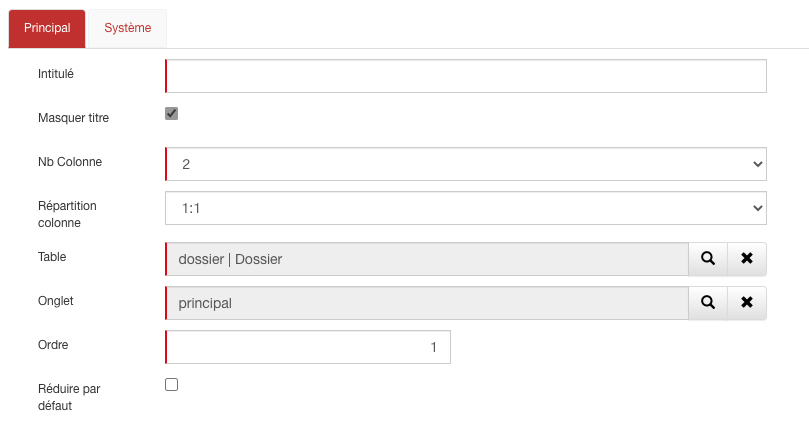 Principal Système
Intitulé
Masquer titre
Nb Colonne 2
Répartition colonne 1:1
Table dossier | Dossier
Onglet principal
Ordre 1
Réduire par défaut